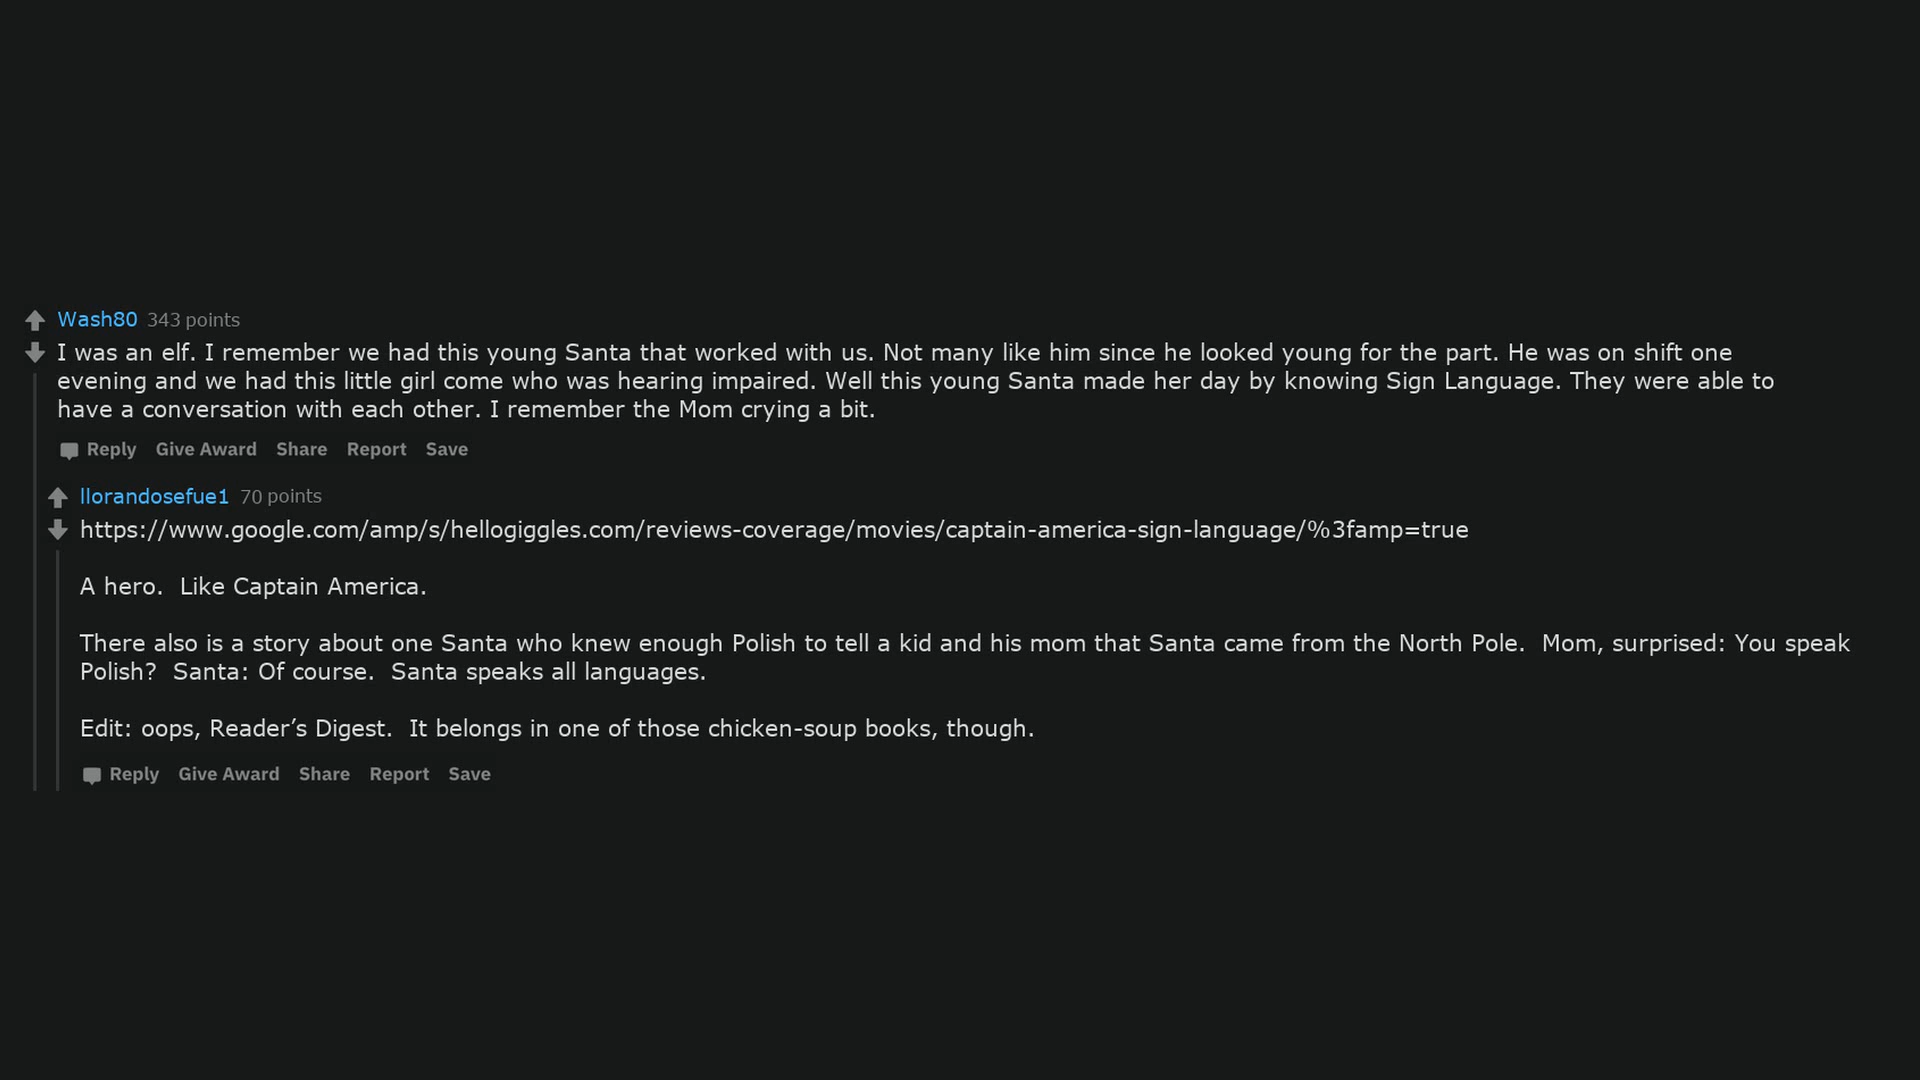 Wash80 343 points
I was an elf. I remember we had this young Santa that worked with us. Not many like him since he looked young for the part. He was on shift one
evening and we had this little girl come who was hearing impaired. Well this young Santa made her day by knowing Sign Language. They were able to
have a conversation with each other. I remember the Mom crying a bit.
Reply Give Award Share Report Save
llorandosefue1 70 points
https://www.google.com/amp/s/hellogiggles.com/reviews-coverage/movies/captain-america-sign-language/%3famp=true
A hero.  Like Captain America.
There also is a story about one Santa who knew enough Polish to tell a kid and his mom that Santa came from the North Pole.  Mom, surprised: You speak
Polish?  Santa: Of course.  Santa speaks all languages.
Edit: oops, Reader’s Digest.  It belongs in one of those chicken-soup books, though.
Reply Give Award Share Report Save